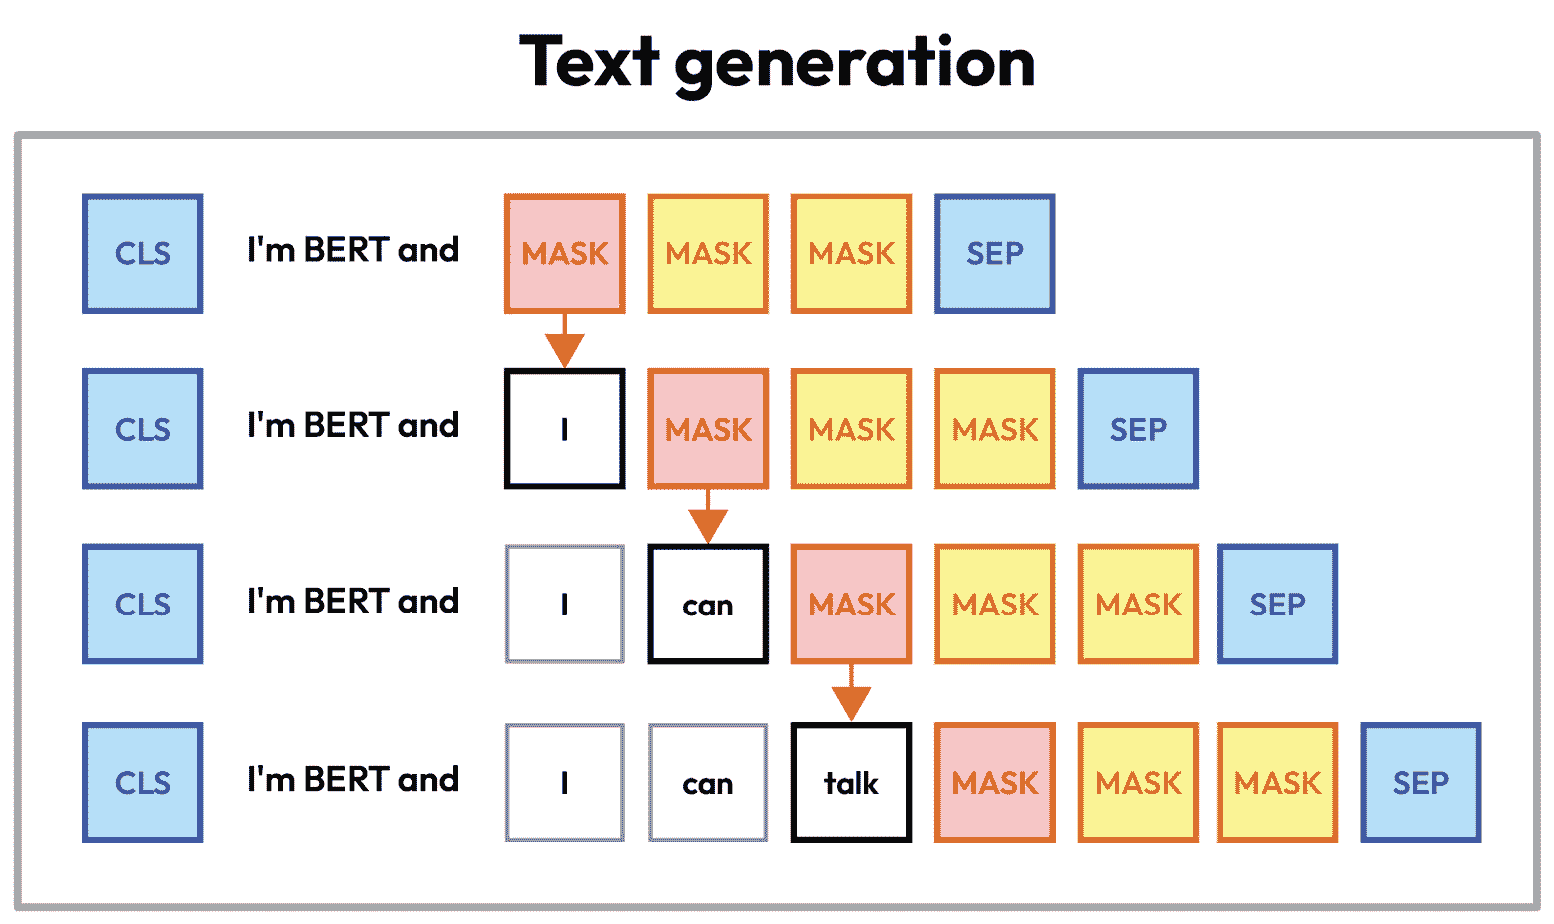 Text generation
CLS I'm BERT and MASK MASK MASK SEP
CLS I'm BERT and I MASK MASK MASK SEP
CLS I'm BERT and I can MASK MASK MASK SEP
CLS I'm BERT and I can talk MASK MASK MASK SEP